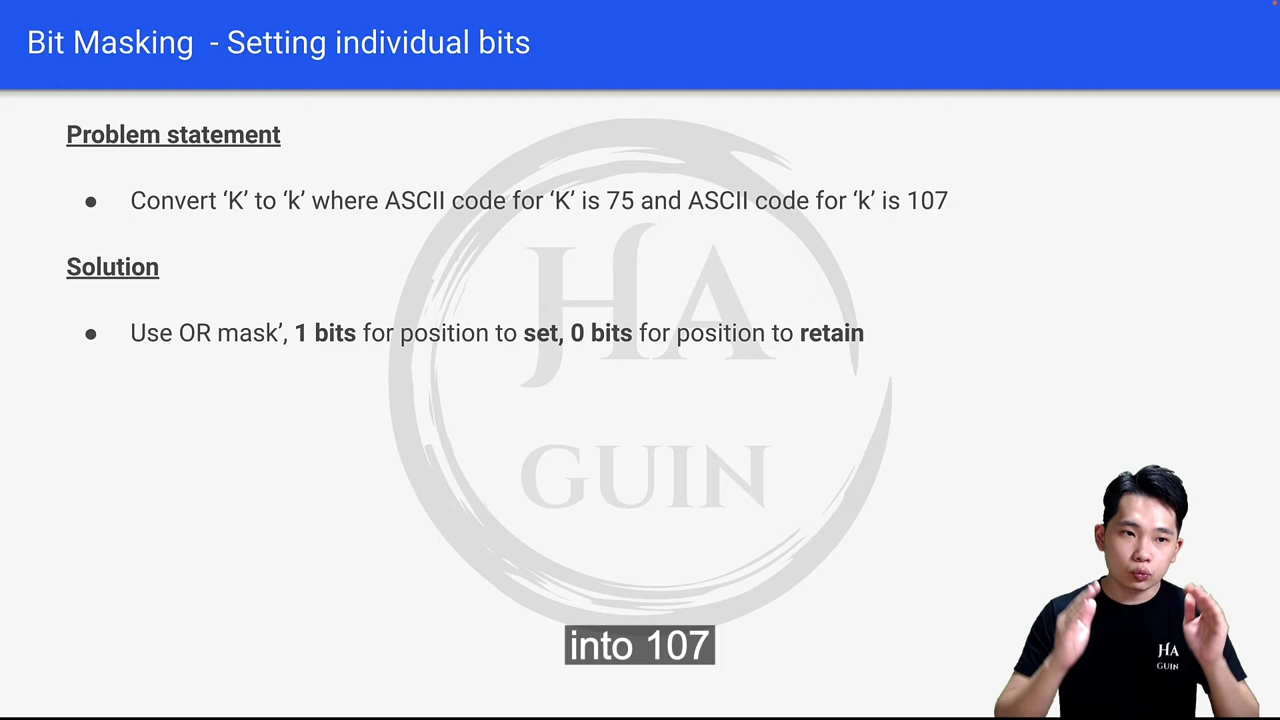 Bit Masking - Setting individual bits
Problem statement
● Convert ‘K’ to ‘k’ where ASCII code for ‘K’ is 75 and ASCII code for ‘k’ is 107
Solution
● Use OR mask’, 1 bits for position to set, 0 bits for position to retain
HA
GUIN
into 107
HA
GUIN